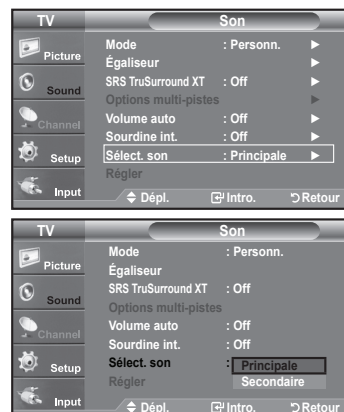 TV Son
Mode : Personn. ►
Picture
Égaliseur ►
SRS TruSurround XT : Off ►
Sound
Options multi-pistes ►
Volume auto : Off ►
Channel
Sourdine int. : Off ►
Setup
Sélect. son : Principale ►
Régler
Input
Dépl. Intro. Retour
TV Son
Mode : Personn.
Picture
Égaliseur
SRS TruSurround XT : Off
Sound
Options multi-pistes
Volume auto : Off
Channel
Sourdine int. : Off
Setup
Sélect. son : Principale
Régler Secondaire
Input
Dépl. Intro. Retour